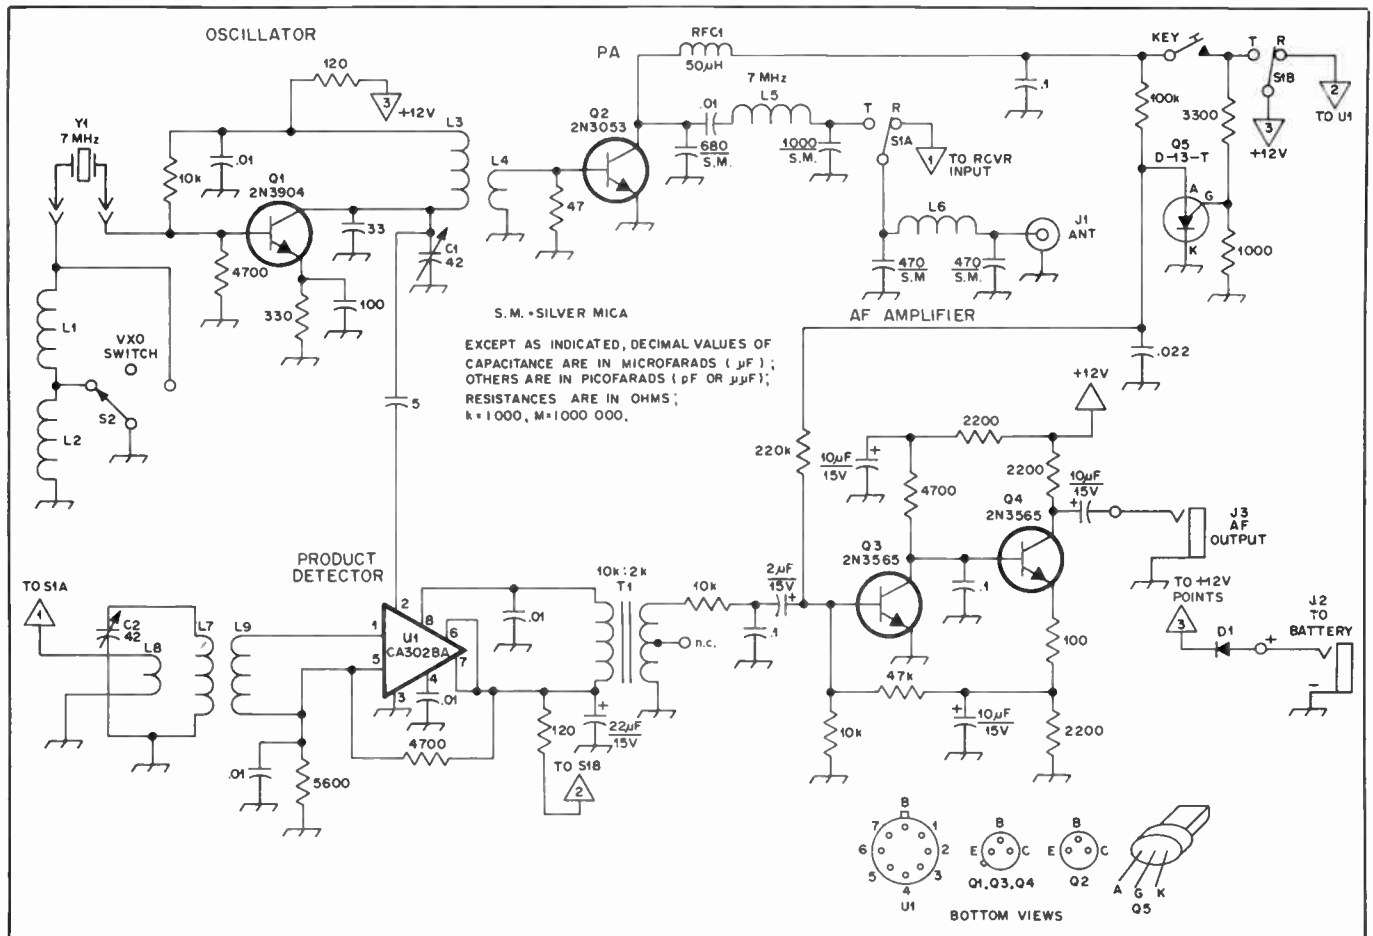 OSCILLATOR
120
3
+12V
Y1
7 MHz
10k
.01
Q1
2N3904
4700
330
100
33
C1
42
L3
L4
47
PA
Q2
2N3053
RFC1
50µH
680
S.M.
.01
7 MHz
L5
1000
S.M.
T
R
S1A
1
TO RCVR
INPUT
L6
470
S.M
470
S.M.
J1
ANT
.1
KEY
T
R
S1B
3
+12V
2
TO U1
100k
3300
Q5
D-13-T
A
G
K
1000
.022
L1
L2
VXO
SWITCH
S2
S.M. = SILVER MICA
EXCEPT AS INDICATED, DECIMAL VALUES OF
CAPACITANCE ARE IN MICROFARADS ( µF ) ;
OTHERS ARE IN PICOFARADS ( pF OR µµF);
RESISTANCES ARE IN OHMS ;
k = 1000, M=1000 000.
5
AF AMPLIFIER
+12V
220k
10µF
15V
2200
4700
2200
10µF
15V
Q4
2N3565
J3
AF
OUTPUT
Q3
2N3565
.1
100
47k
10k
10µF
15V
2200
TO +12V
POINTS
3
D1
+
J2
TO
BATTERY
-
PRODUCT
DETECTOR
TO S1A
1
C2
42
L8
L7
L9
.01
5600
1
2
8
6
U1
CA3028A
5
7
4
3
.01
.01
4700
120
22µF
15V
TO S1B
2
10k : 2k
T1
n.c.
10k
.1
2µF
15V
B
7
1
6
2
5
3
4
U1
B
E
C
Q1,Q3,Q4
B
E
C
Q2
A
G
K
Q5
BOTTOM VIEWS